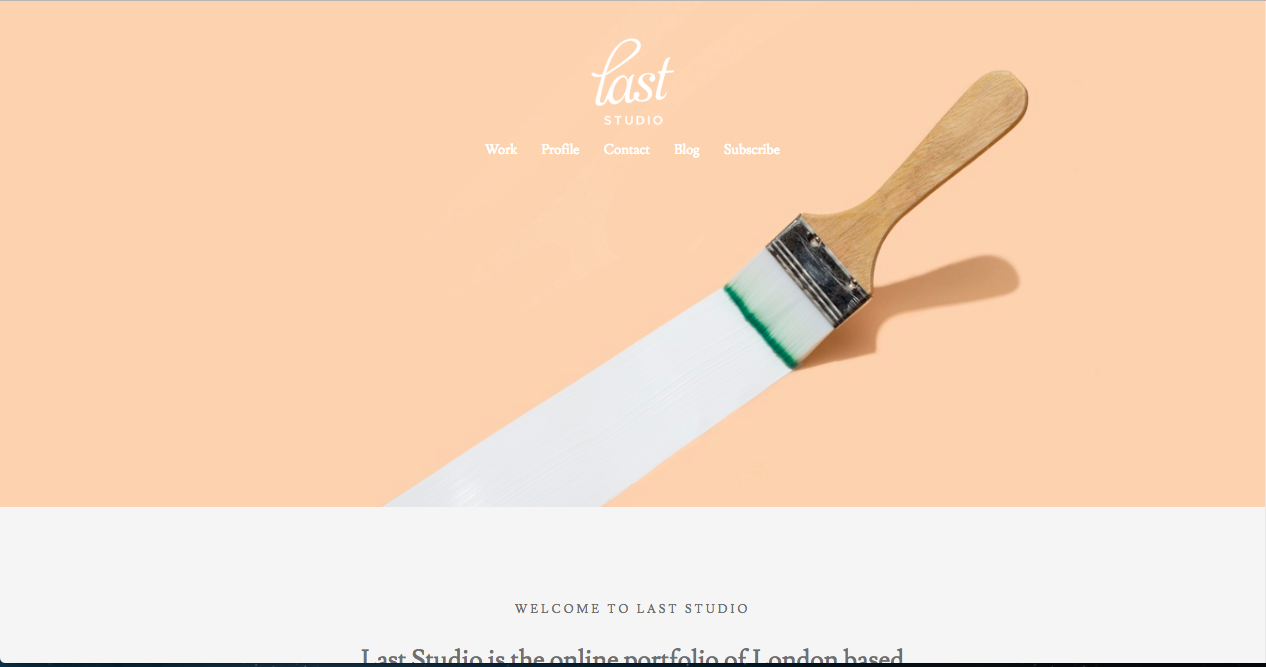 last
STUDIO
Work Profile Contact Blog Subscribe
WELCOME TO LAST STUDIO
Last Studio is the online portfolio of London based